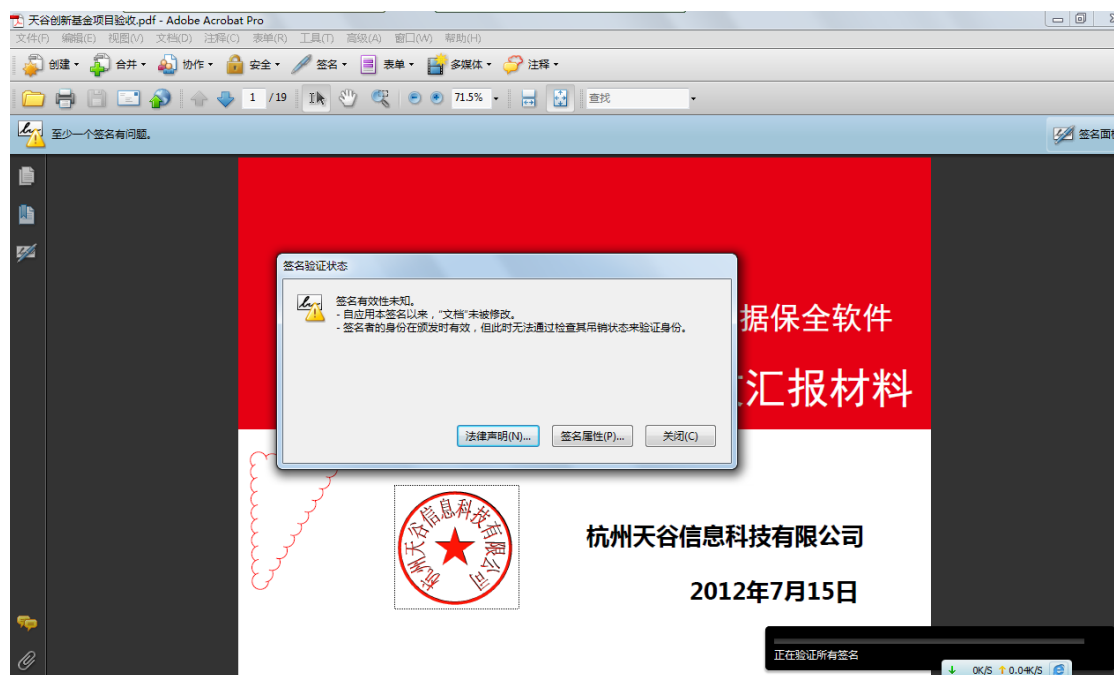 天谷创新基金项目验收.pdf - Adobe Acrobat Pro
文件(F) 编辑(E) 视图(V) 文档(D) 注释(C) 表单(R) 工具(T) 高级(A) 窗口(W) 帮助(H)
创建 合并 协作 安全 签名 表单 多媒体 注释
1 /19 71.5% 查找
至少一个签名有问题。
签名面
签名验证状态
签名有效性未知。
- 自应用本签名以来，"文档"未被修改。
- 签名者的身份在颁发时有效，但此时无法通过检查其吊销状态来验证身份。
法律声明(N)... 签名属性(P)... 关闭(C)
据保全软件
汇报材料
杭州天谷信息科技有限公司
杭州天谷信息科技有限公司
2012年7月15日
正在验证所有签名
0K/S 0.04K/S